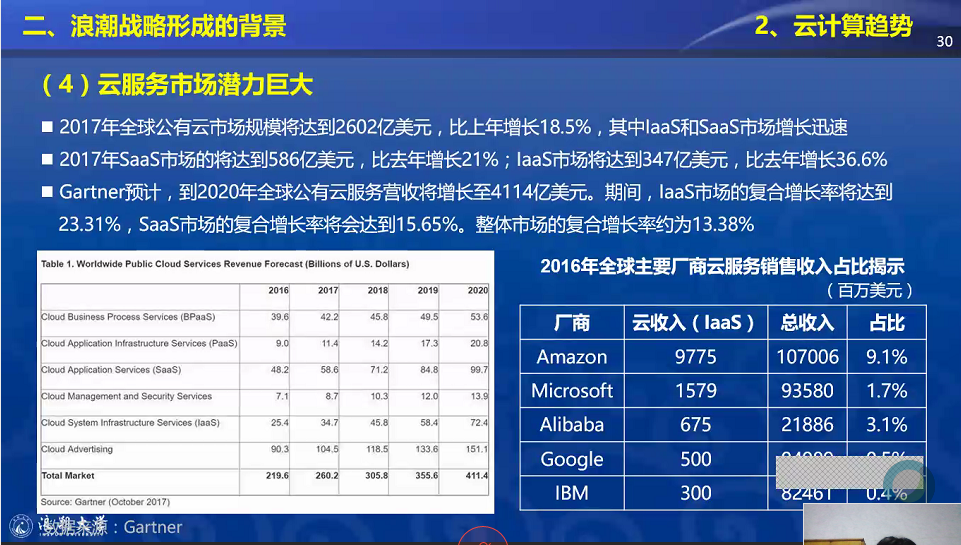 二、浪潮战略形成的背景
2、云计算趋势
30
（4）云服务市场潜力巨大
■ 2017年全球公有云市场规模将达到2602亿美元，比上年增长18.5%，其中IaaS和SaaS市场增长迅速
■ 2017年SaaS市场的将达到586亿美元，比去年增长21%；IaaS市场将达到347亿美元，比去年增长36.6%
■ Gartner预计，到2020年全球公有云服务营收将增长至4114亿美元。期间，IaaS市场的复合增长率将达到
23.31%，SaaS市场的复合增长率将会达到15.65%。整体市场的复合增长率约为13.38%
Table 1. Worldwide Public Cloud Services Revenue Forecast (Billions of U.S. Dollars)
2016 2017 2018 2019 2020
Cloud Business Process Services (BPaaS) 39.6 42.2 45.8 49.5 53.6
Cloud Application Infrastructure Services (PaaS) 9.0 11.4 14.2 17.3 20.8
Cloud Application Services (SaaS) 48.2 58.6 71.2 84.8 99.7
Cloud Management and Security Services 7.1 8.7 10.3 12.0 13.9
Cloud System Infrastructure Services (IaaS) 25.4 34.7 45.8 58.4 72.4
Cloud Advertising 90.3 104.5 118.5 133.6 151.1
Total Market 219.6 260.2 305.8 355.6 411.4
Source: Gartner (October 2017)
浪潮大学
数据来源：Gartner
2016年全球主要厂商云服务销售收入占比揭示
（百万美元）
厂商 云收入（IaaS） 总收入 占比
Amazon 9775 107006 9.1%
Microsoft 1579 93580 1.7%
Alibaba 675 21886 3.1%
Google 500
IBM 300 82461 0.4%